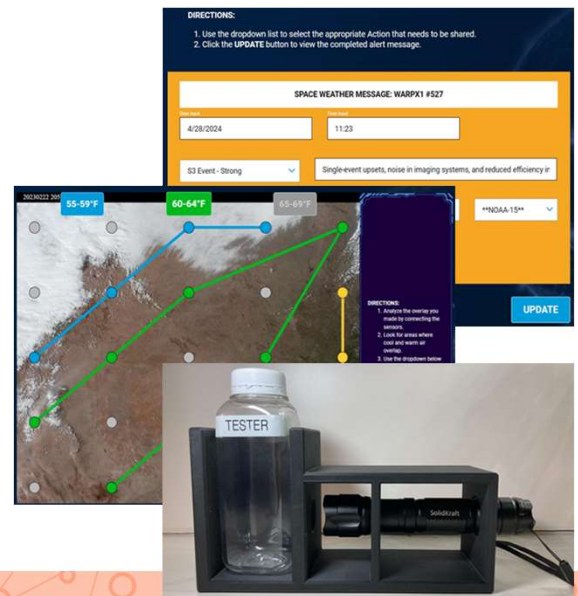 DIRECTIONS:
1. Use the dropdown list to select the appropriate Action that needs to be shared.
2. Click the UPDATE button to view the completed alert message.
SPACE WEATHER MESSAGE: WARPX1 #527
4/28/2024
11:23
S3 Event - Strong
Single-event upsets, noise in imaging systems, and reduced efficiency ir
**NOAA-15**
UPDATE
20230222 205
55-59°F
60-64°F
65-69°F
DIRECTIONS:
1. Analyze the overlay you
made by connecting the
sensors.
2. Look for areas where
cool and warm air
overlap.
3. Use the dropdown below
TESTER
SolidKraft